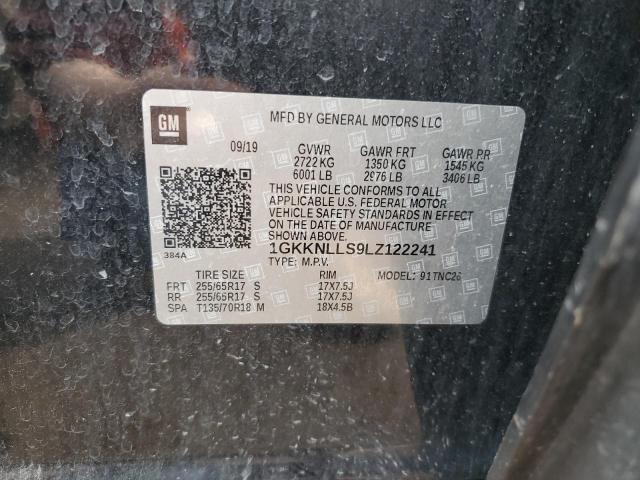 GM
MFD BY GENERAL MOTORS LLC
09/19 GVWR GAWR FRT GAWR RR
2722 KG 1350 KG 1545 KG
6001 LB 2976 LB 3406 LB
THIS VEHICLE CONFORMS TO ALL
APPLICABLE U.S. FEDERAL MOTOR
VEHICLE SAFETY STANDARDS IN EFFECT
ON THE DATE OF MANUFACTURE
SHOWN ABOVE.
384A 1GKKNLLS9LZ122241
TYPE: M.P.V. MODEL: 91TNC26
TIRE SIZE RIM
FRT 255/65R17 S 17X7.5J
RR 255/65R17 S 17X7.5J
SPA T135/70R18 M 18X4.5B